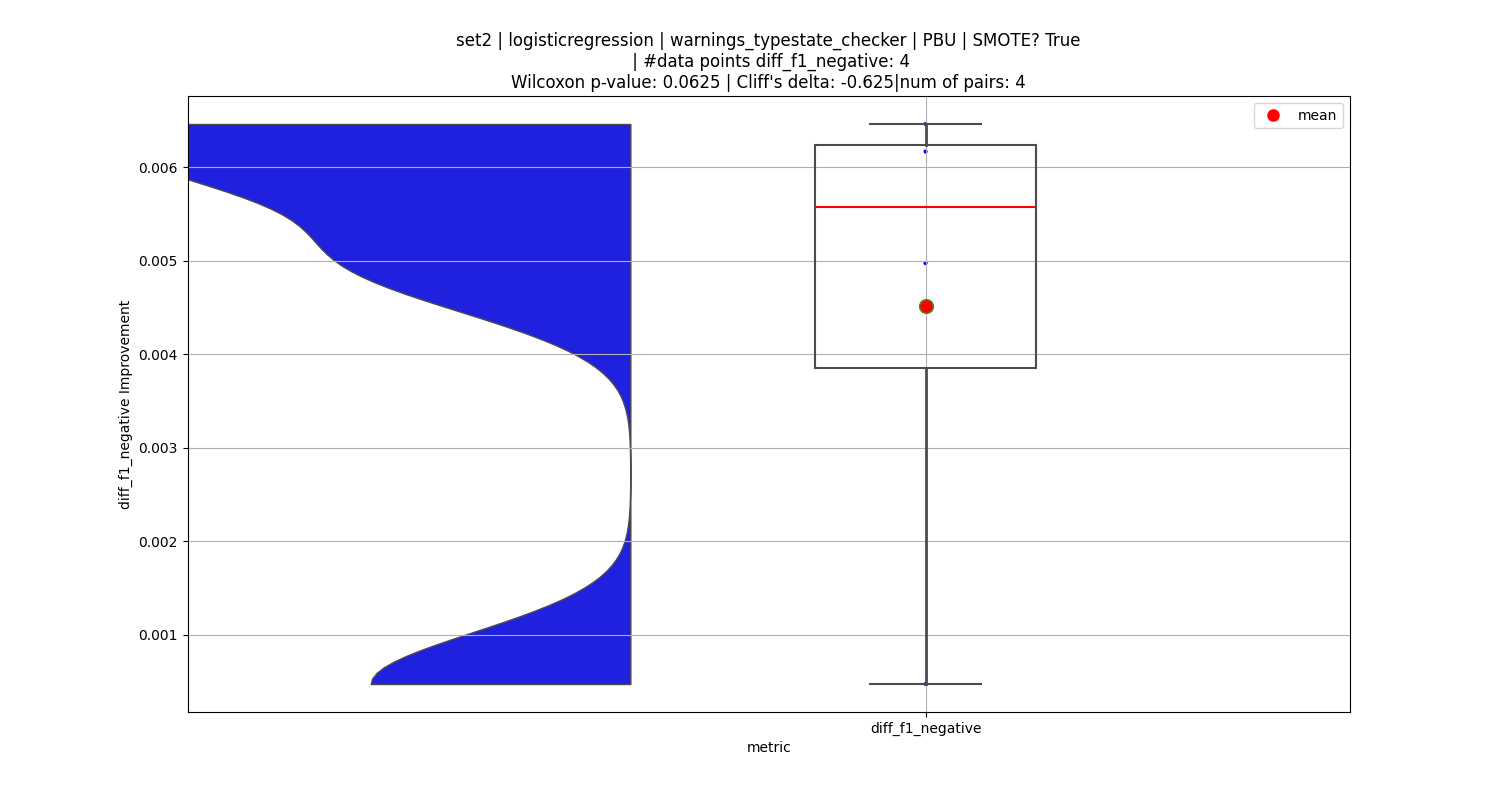 set2 | logisticregression | warnings_typestate_checker | PBU | SMOTE? True
| #data points diff_f1_negative: 4
Wilcoxon p-value: 0.0625 | Cliff's delta: -0.625|num of pairs: 4
mean
0.006
0.005
0.004
0.003
0.002
0.001
diff_f1_negative Improvement
diff_f1_negative
metric